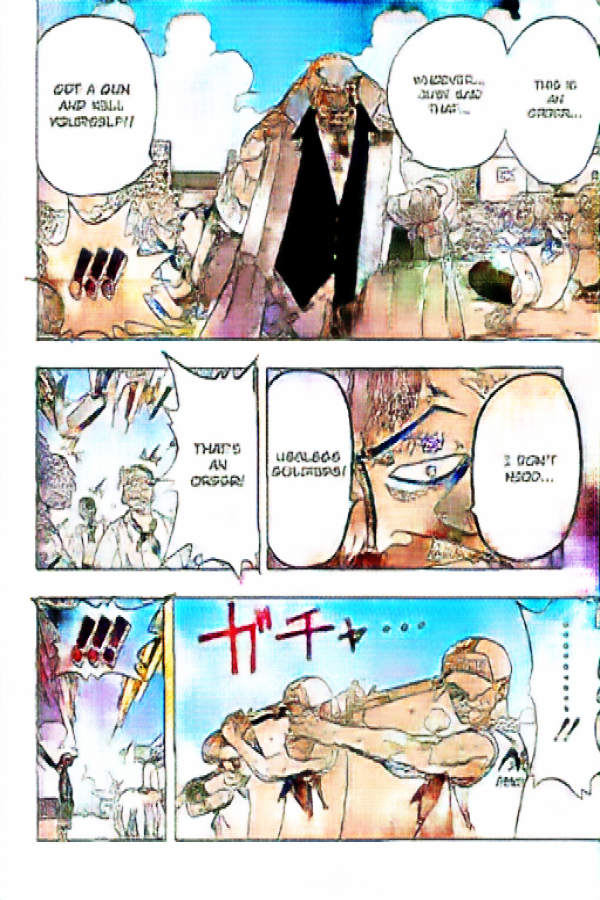 THIS IS
AN
ORDER...
WHOEVER...
JUST SAID
THAT...
GET A GUN
AND KILL
YOURSELF!!
!!!
I DON'T
NEED...
USELESS
SOLDIERS!
THAT'S
AN
ORDER!
..........!!
ガチャ...
!!!